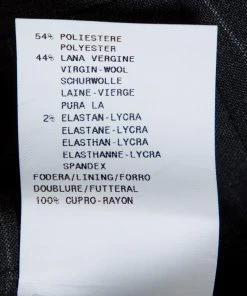 54% POLIESTERE
POLYESTER
44% LANA VERGINE
VIRGIN-WOOL
SCHURWOLLE
LAINE-VIERGE
PURA LA
2% ELASTAN-LYCRA
ELASTANE-LYCRA
ELASTHAN-LYCRA
ELASTHANNE-LYCRA
SPANDEX
FODERA/LINING/FORRO
DOUBLURE/FUTTERAL
100% CUPRO-RAYON